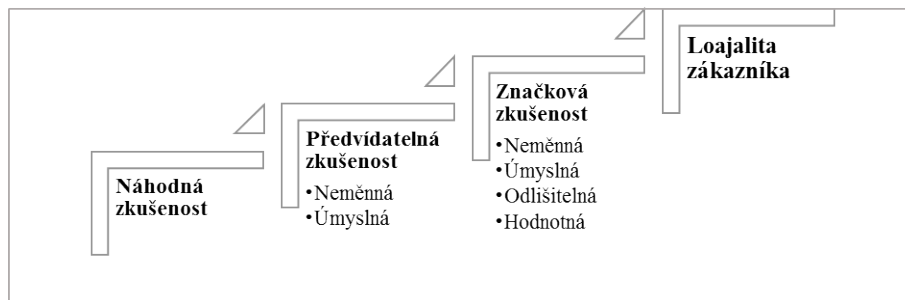 Náhodná
zkušenost
Předvídatelná
zkušenost
•Neměnná
•Úmyslná
Značková
zkušenost
•Neměnná
•Úmyslná
•Odlišitelná
•Hodnotná
Loajalita
zákazníka